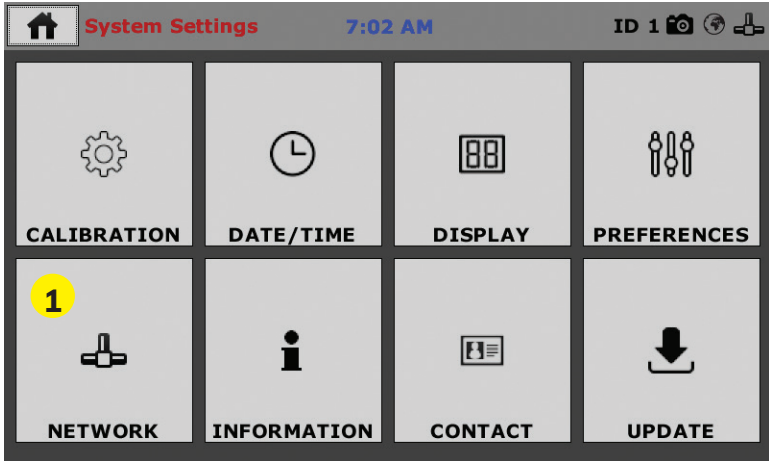 System Settings 7:02 AM ID 1
CALIBRATION DATE/TIME DISPLAY PREFERENCES
1
NETWORK INFORMATION CONTACT UPDATE